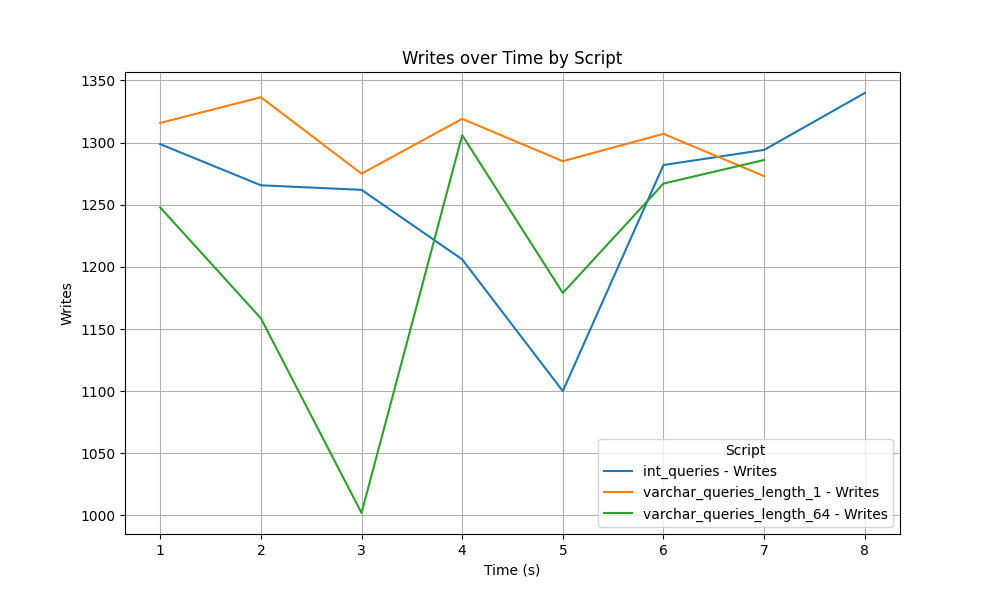 Writes over Time by Script
Writes
1350
1300
1250
1200
1150
1100
1050
1000
1 2 3 4 5 6 7 8
Time (s)
Script
int_queries - Writes
varchar_queries_length_1 - Writes
varchar_queries_length_64 - Writes